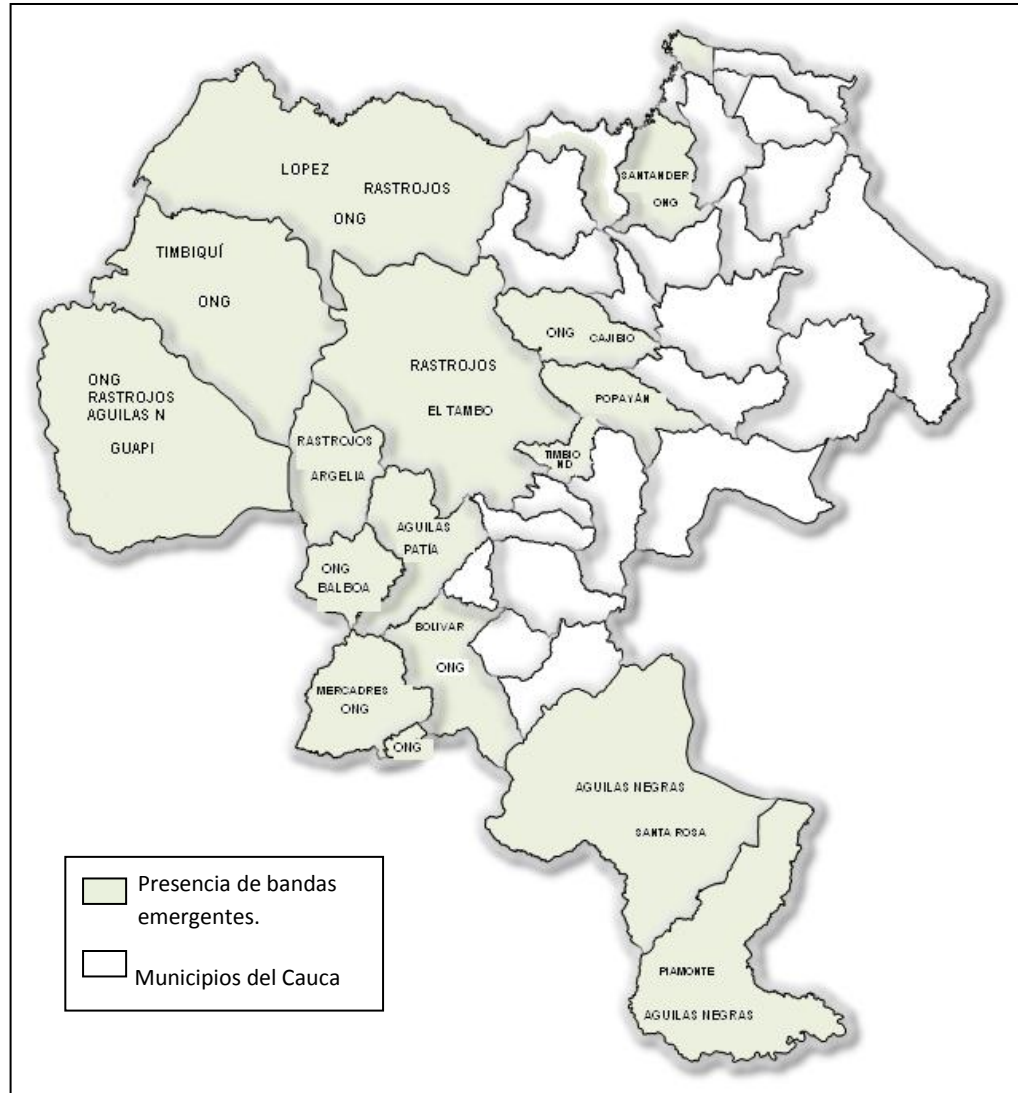 LOPEZ
RASTROJOS
ONG
SANTANDER
ONG
TIMBIQUÍ
ONG
ONG CAJIBIO
RASTROJOS
EL TAMBO
POPAYÁN
ONG
RASTROJOS
AGUILAS N
GUAPI
RASTROJOS
ARGELIA
TIMBIO
ND
AGUILAS
PATÍA
ONG
BALBOA
BOLIVAR
ONG
MERCADRES
ONG
ONG
AGUILAS NEGRAS
SANTA ROSA
PIAMONTE
AGUILAS NEGRAS
Presencia de bandas
emergentes.
Municipios del Cauca